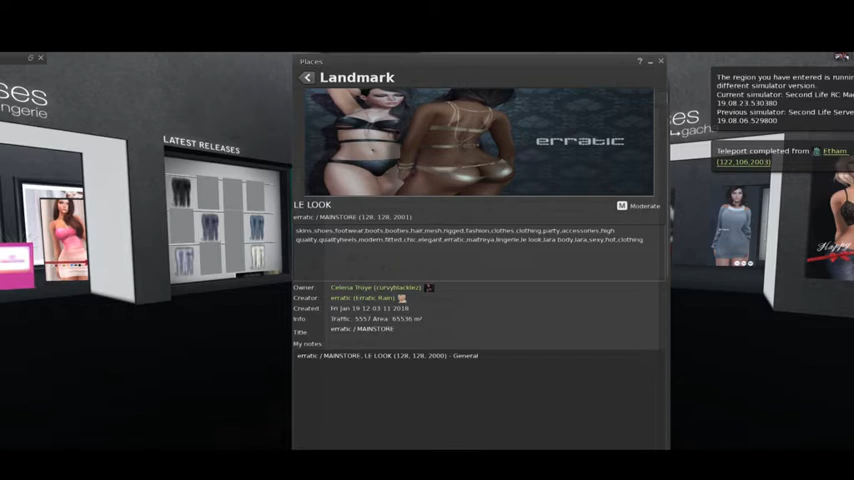 Places
Landmark
ses
ngerie
LATEST RELEASES
erratic
LE LOOK
M Moderate
erratic / MAINSTORE (128, 128, 2001)
skins,shoes,footwear,boots,booties,hair,mesh,rigged,fashion,clothes,clothing,party,accessories,high
quality,qualityheels,modern,fitted,chic,elegant,erratic,maitreya,lingerie,le look,lara body,lara,sexy,hof,clothing
Owner Celena Troye (curvyblacklez)
Creator: erratic (Erratic Rain)
Created Fri Jan 19 12:03:11 2018
Info Traffic: 5557 Area: 65536 m²
Title erratic / MAINSTORE
My notes
erratic / MAINSTORE, LE LOOK (128, 128, 2000) - General
The region you have entered is runnin
different simulator version.
Current simulator: Second Life RC Ma
19.08.23.530380
Previous simulator: Second Life Serve
19.08.06.529800
Teleport completed from Etham
(122,106,2003)
ses
gach
Happy